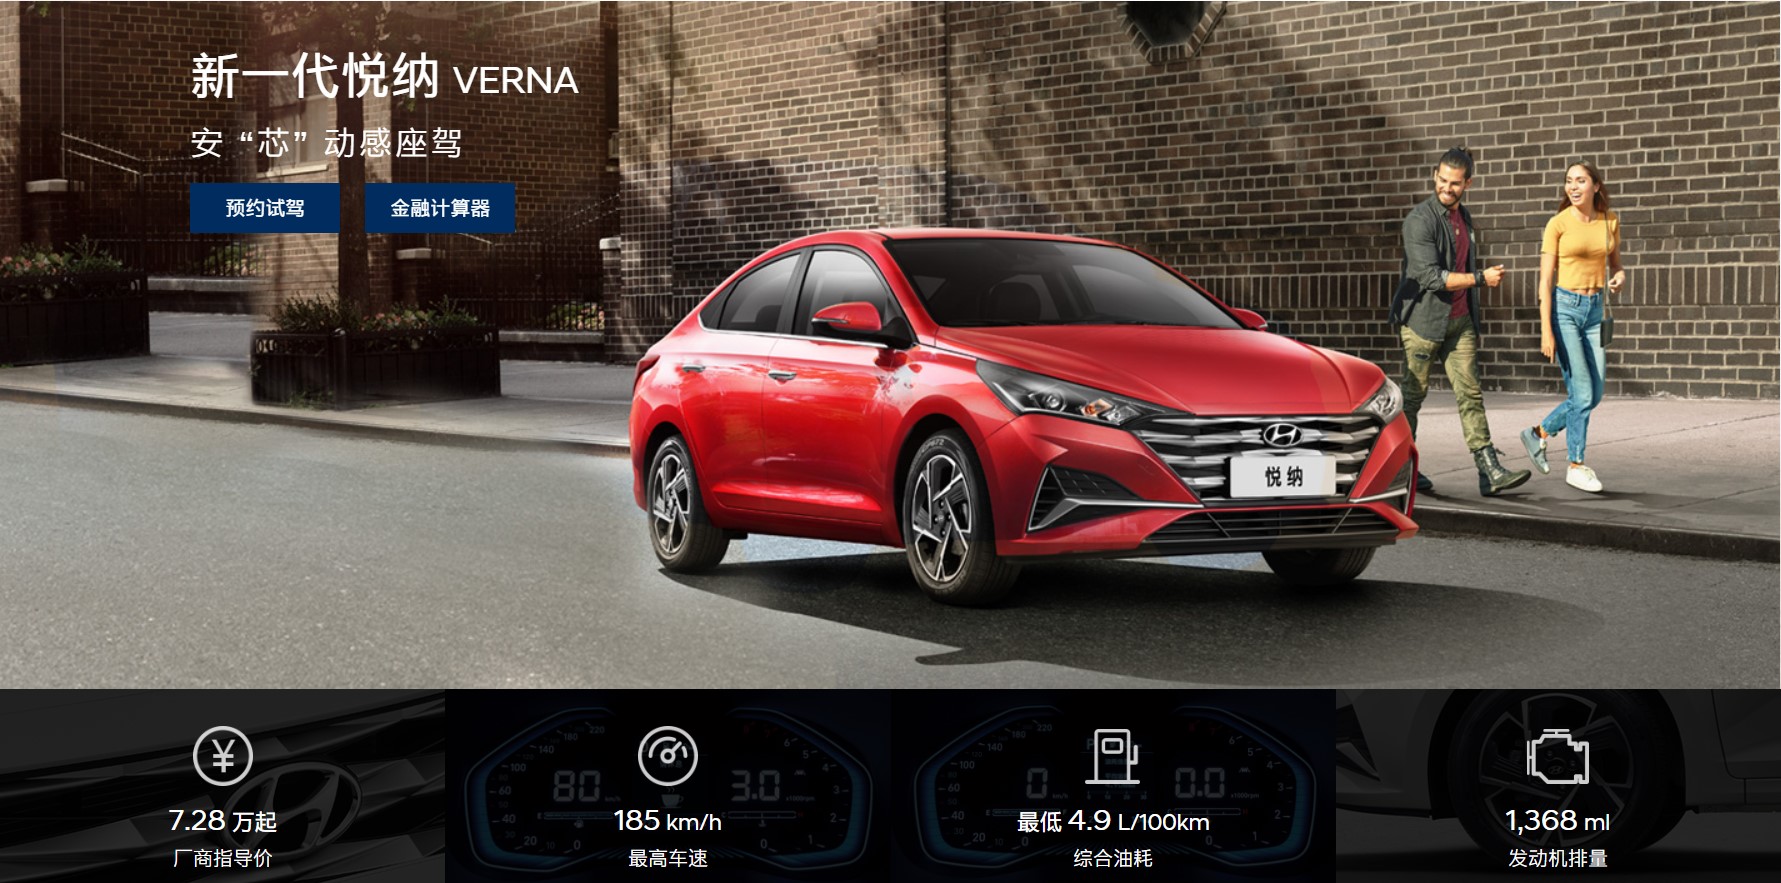 新一代悦纳 VERNA
安 “芯” 动感座驾
预约试驾
金融计算器
悦纳
7.28 万起
厂商指导价
185 km/h
最高车速
最低 4.9 L/100km
综合油耗
1,368 ml
发动机排量